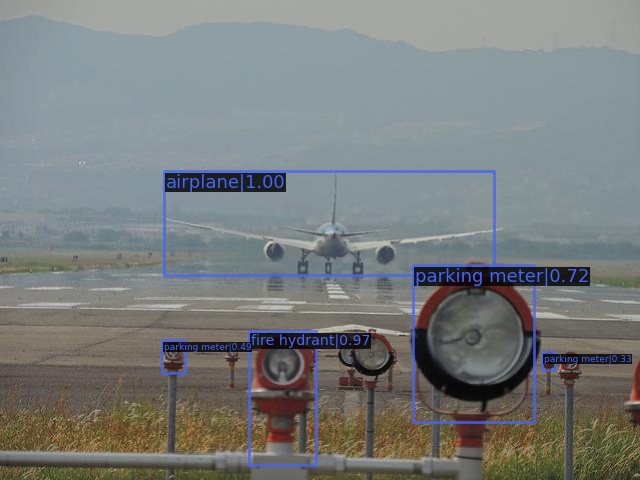 airplane|1.00
parking meter|0.72
fire hydrant|0.97
parking meter|0.49
parking meter|0.33